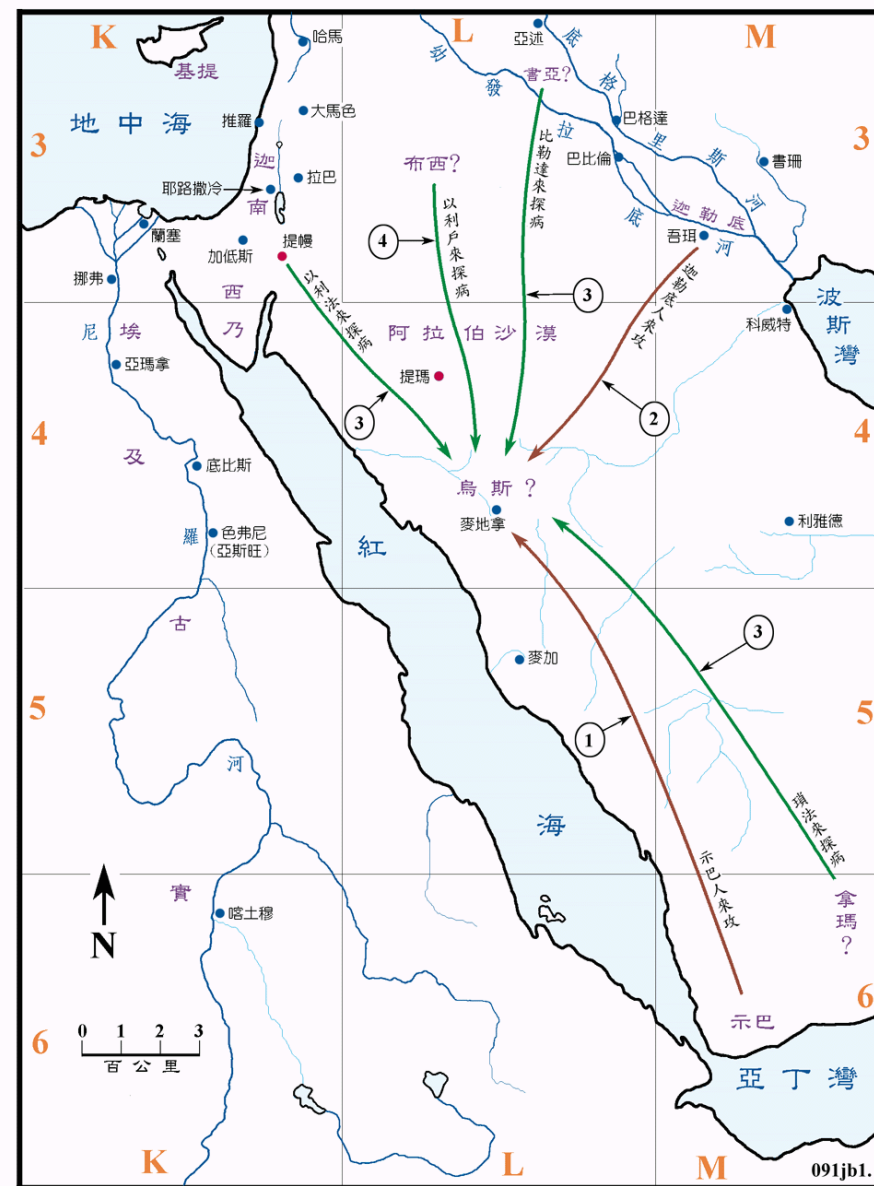 K
L
M
哈馬
亞述
基提
伯發拉底河
底格里斯河
書亞?
地中海
大馬色
巴格達
推羅
3
3
迦南
布西?
比勒達來探病
巴比倫
書珊
拉巴
耶路撒冷
以利戶來探病
迦勒底
蘭塞
加低斯
提幔
4
吾珥
挪弗
以利法來探病
迦勒底人來攻
3
波斯灣
西乃
科威特
尼羅河
埃及
阿拉伯沙漠
亞瑪拿
提瑪
3
2
4
4
底比斯
烏斯?
麥地拿
利雅德
色弗尼
(亞斯旺)
紅海
古實
麥加
3
5
5
1
瑣法來探病
示巴人來攻
拿瑪?
N
喀土穆
6
6
示巴
0 1 2 3
百公里
亞丁灣
K
L
M
091jb1.